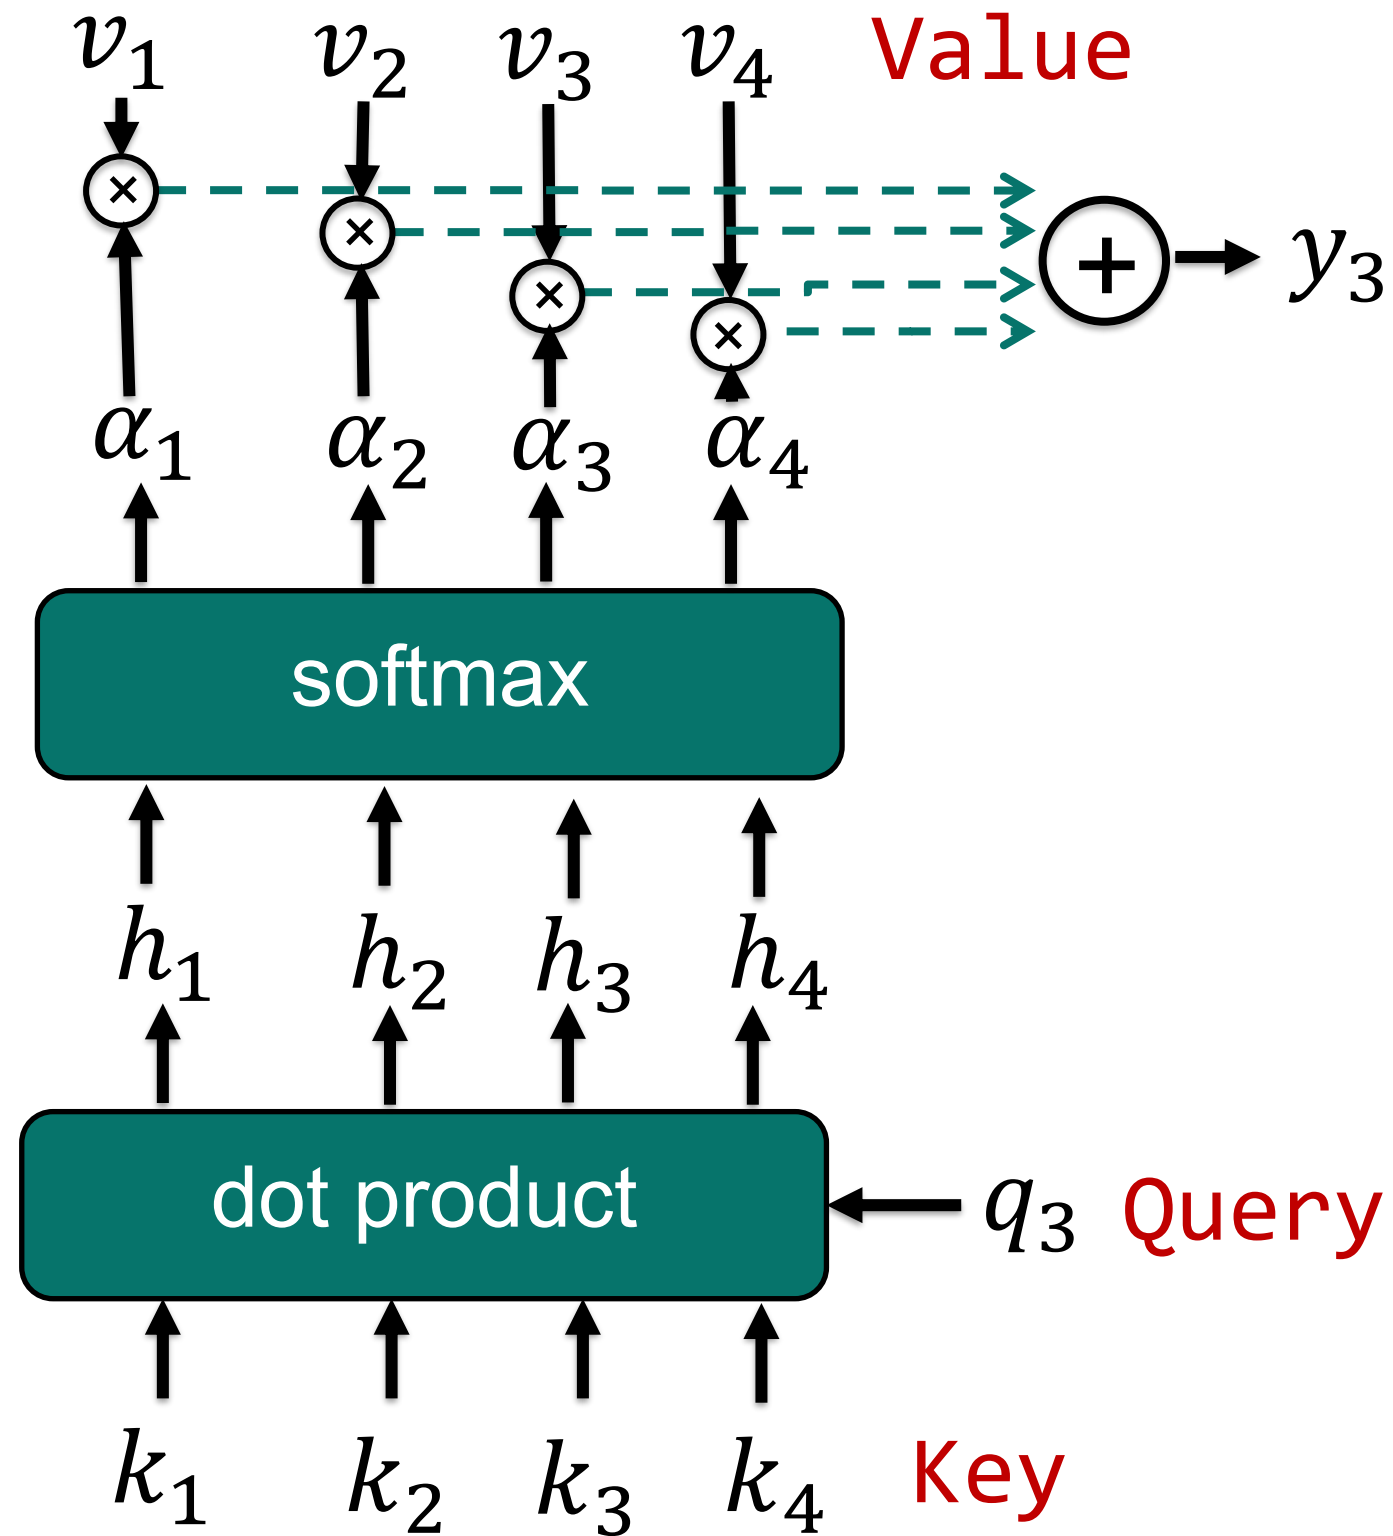 v₁ v₂ v₃ v₄ Value
× × × × + y₃
α₁ α₂ α₃ α₄
softmax
h₁ h₂ h₃ h₄
dot product q₃ Query
k₁ k₂ k₃ k₄ Key